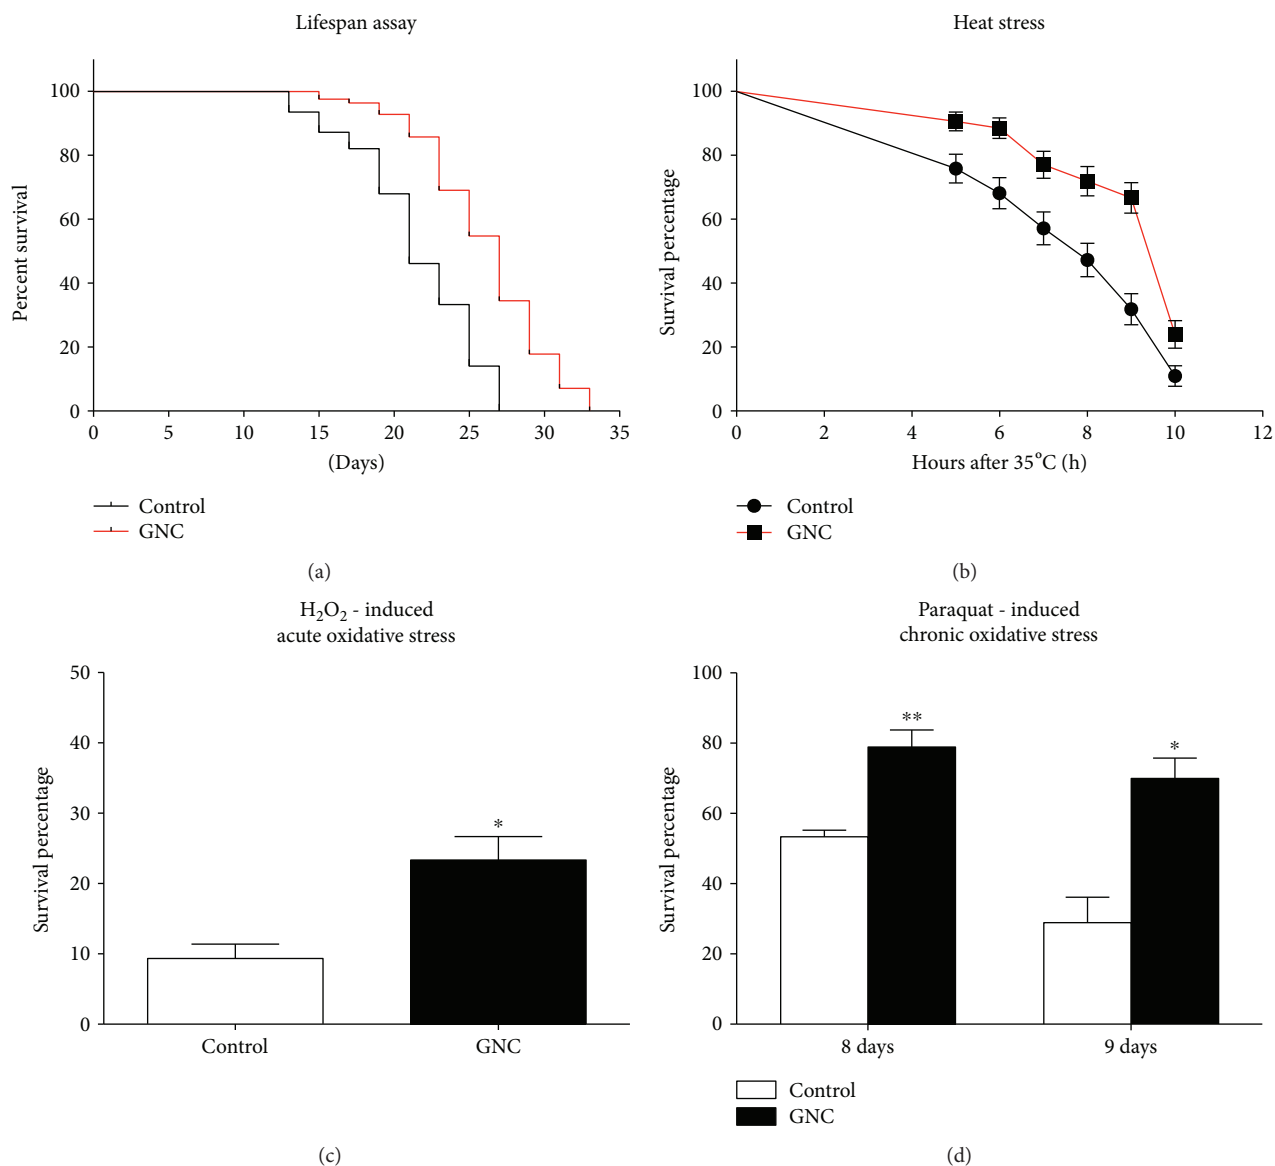 Lifespan assay
Percent survival
100
80
60
40
20
0
0 5 10 15 20 25 30 35
(Days)
Control
GNC
(a)
Heat stress
Survival percentage
100
80
60
40
20
0
0 2 4 6 8 10 12
Hours after 35°C (h)
Control
GNC
(b)
H₂O₂ - induced
acute oxidative stress
Survival percentage
50
40
30
20
10
0
*
Control GNC
(c)
Paraquat - induced
chronic oxidative stress
Survival percentage
100
80
60
40
20
0
**
*
8 days 9 days
Control
GNC
(d)